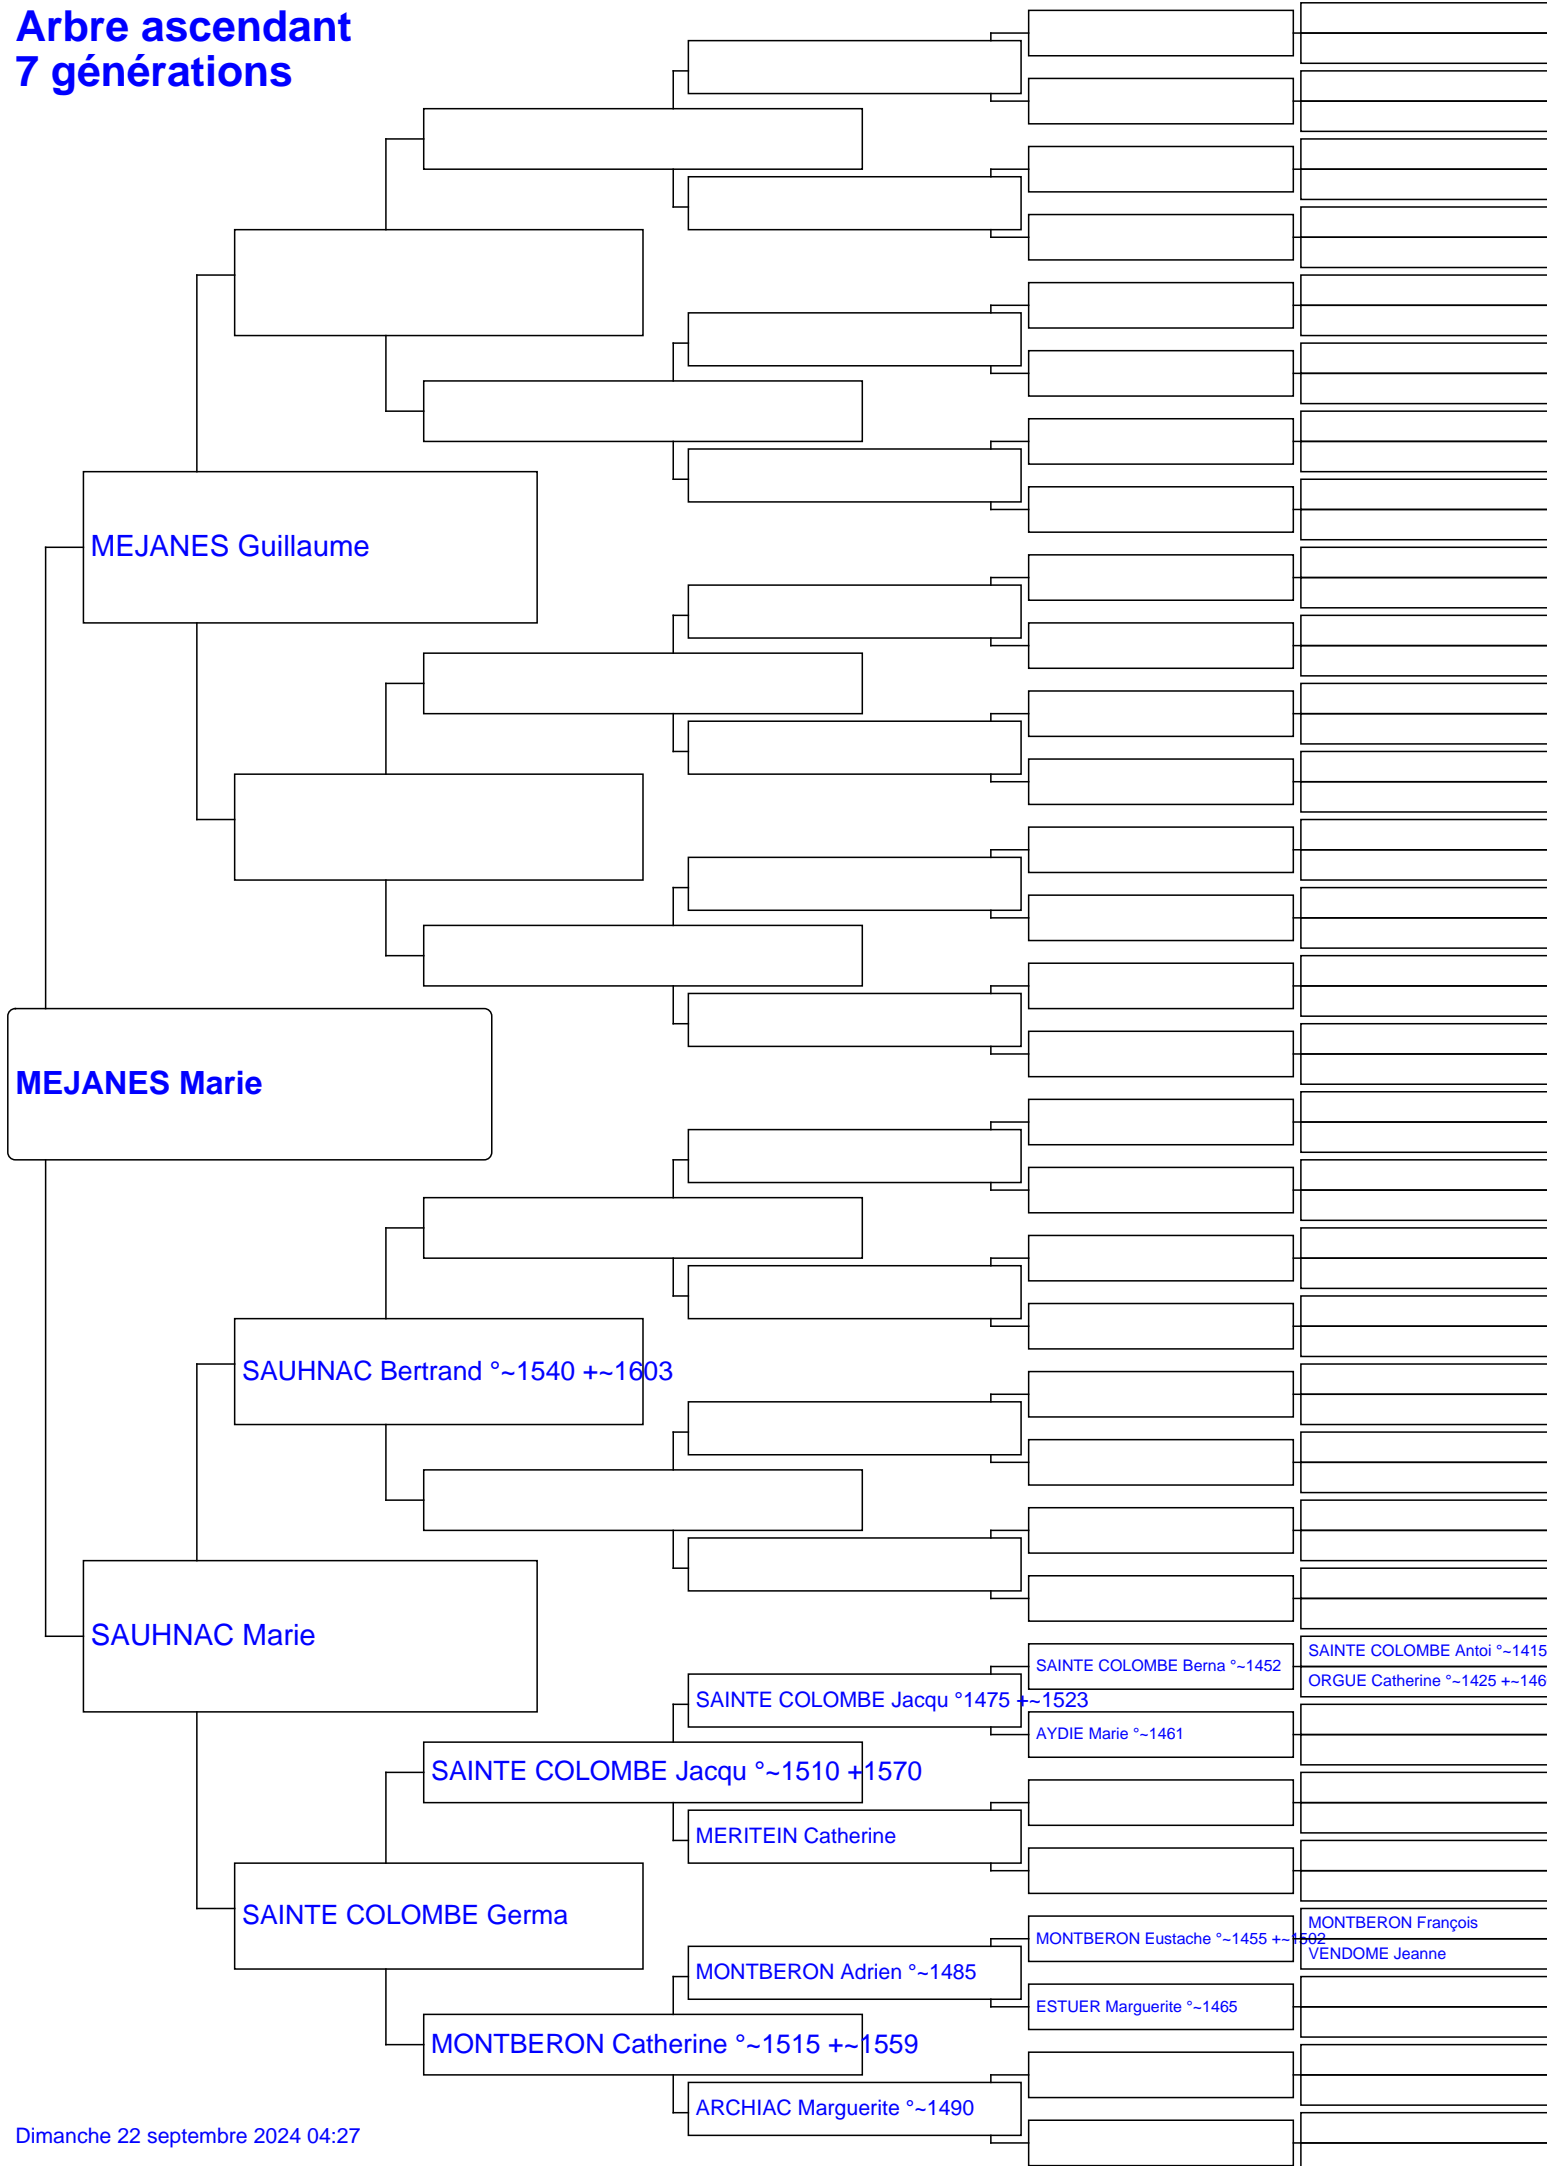 Arbre ascendant
7 générations
MEJANES Guillaume
MEJANES Marie
SAUHNAC Bertrand °~1540 +~1603
SAUHNAC Marie
SAINTE COLOMBE Berna °~1452
SAINTE COLOMBE Antoi °~1415
ORGUE Catherine °~1425 +~146
SAINTE COLOMBE Jacqu °1475 +~1523
AYDIE Marie °~1461
SAINTE COLOMBE Jacqu °~1510 +1570
MERITEIN Catherine
SAINTE COLOMBE Germa
MONTBERON Eustache °~1455 +~1502
MONTBERON François
VENDOME Jeanne
MONTBERON Adrien °~1485
ESTUER Marguerite °~1465
MONTBERON Catherine °~1515 +~1559
ARCHIAC Marguerite °~1490
Dimanche 22 septembre 2024 04:27